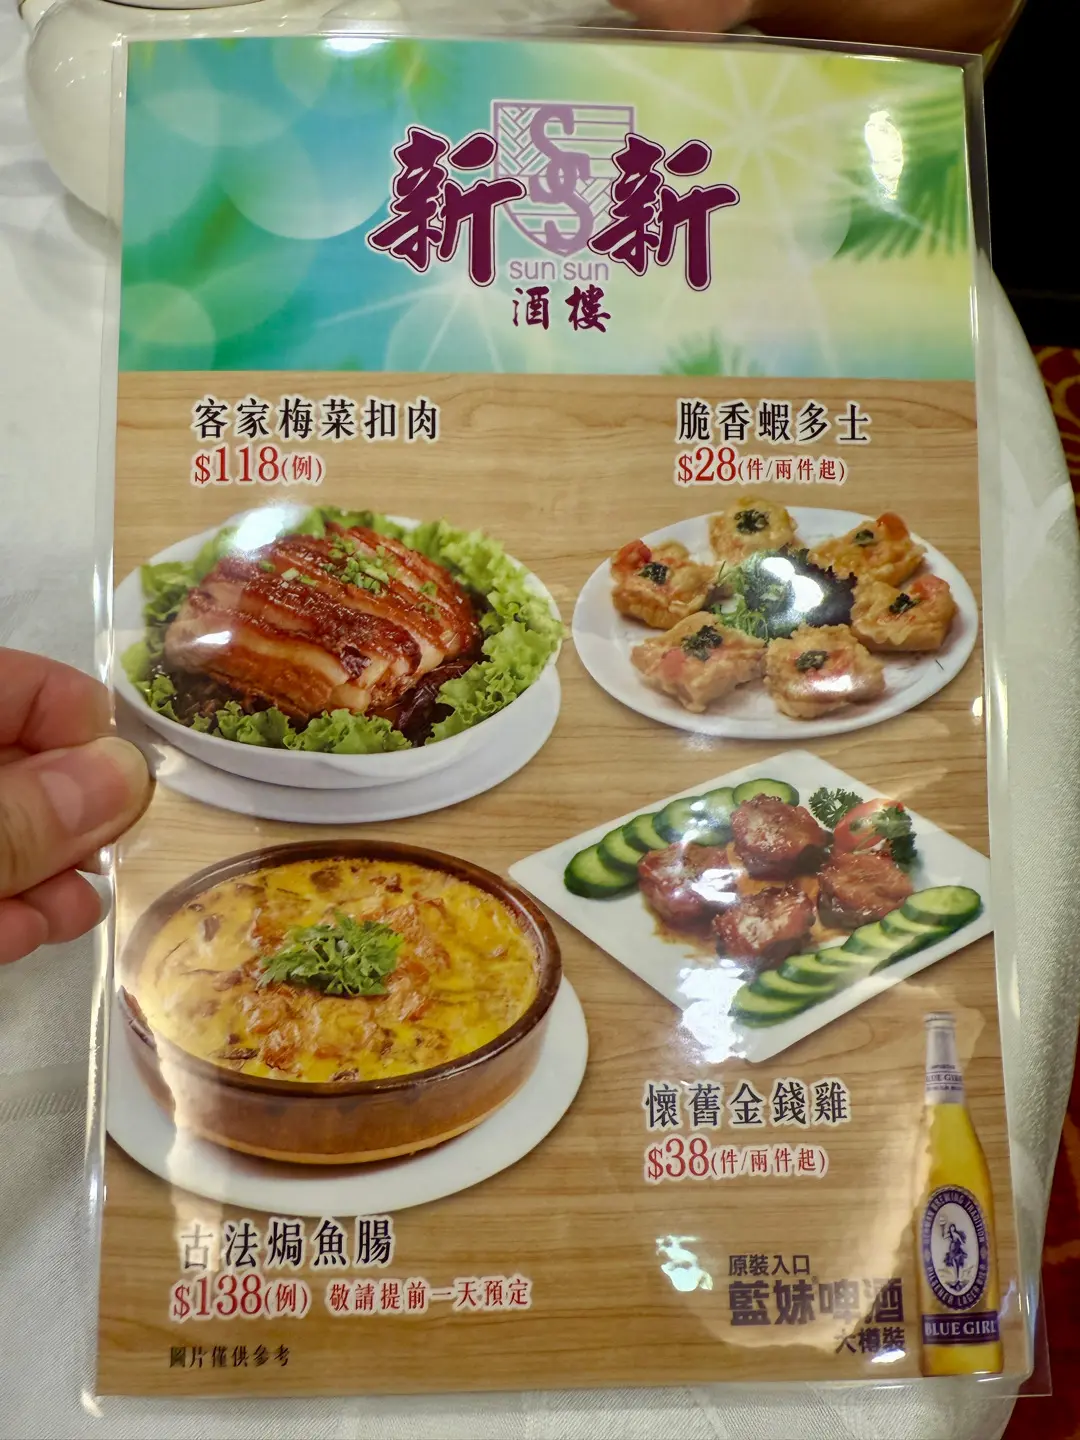 新新
SS
sun sun
酒樓
客家梅菜扣肉
$118(例)
脆香蝦多士
$28(件/兩件起)
懷舊金錢雞
$38(件/兩件起)
古法焗魚腸
$138(例) 敬請提前一天預定
圖片僅供參考
原裝入口
藍妹啤酒
大樽裝
BLUE GIRL
BLUE GIRL